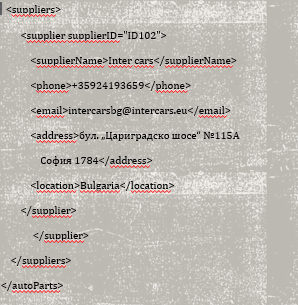 <suppliers>
<supplier supplierID="ID102">
<supplierName>Inter cars</supplierName>
<phone>+35924193659</phone>
<email>intercarsbg@intercars.eu</email>
<address>бул. „Цариградско шосе“ №115А
София 1784</address>
<location>Bulgaria</location>
</supplier>
</supplier>
</suppliers>
</autoParts>